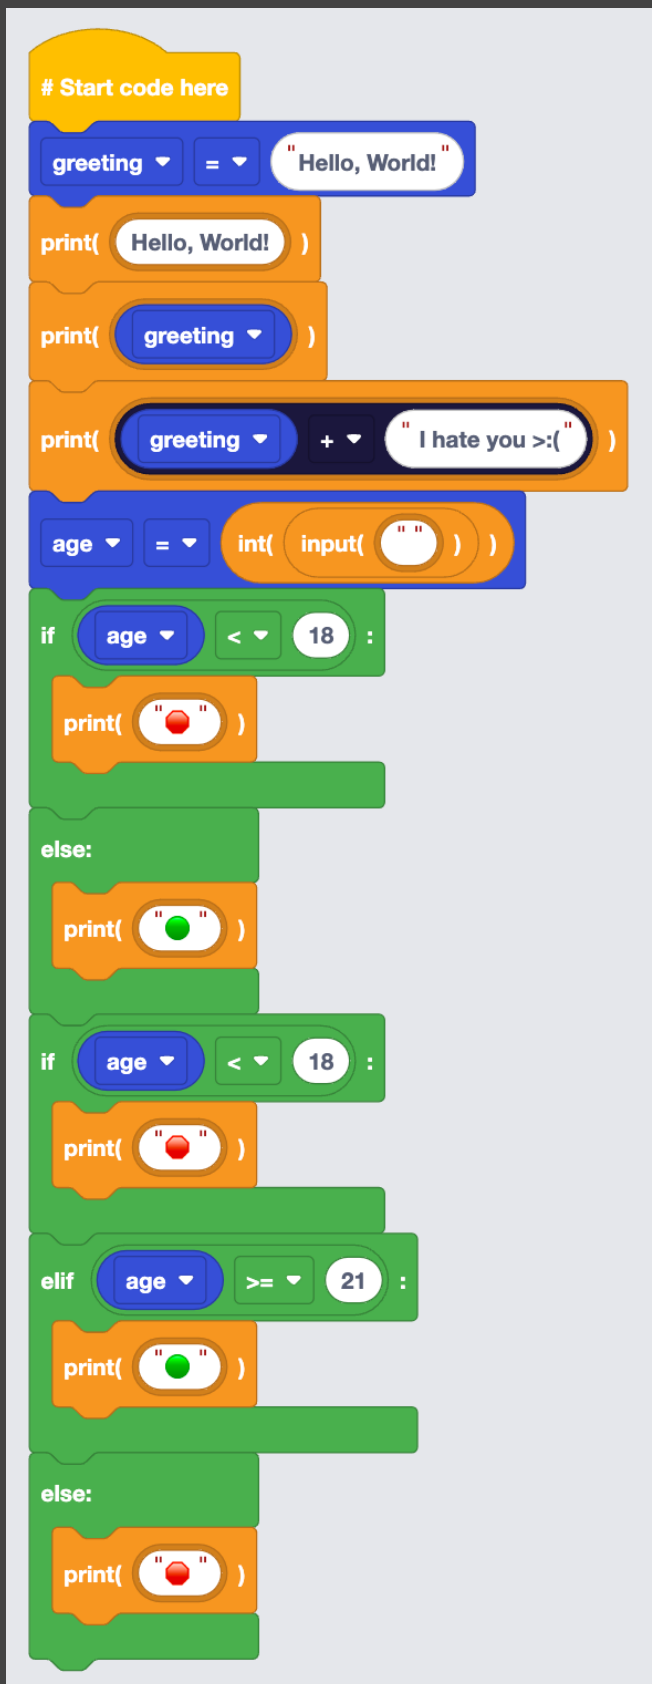 # Start code here
greeting = "Hello, World!"
print( Hello, World! )
print( greeting )
print( greeting + "I hate you >:(" )
age = int( input( "" ) )
if age < 18 :
print( "🛑" )
else:
print( "🟢" )
if age < 18 :
print( "🛑" )
elif age >= 21 :
print( "🟢" )
else:
print( "🛑" )